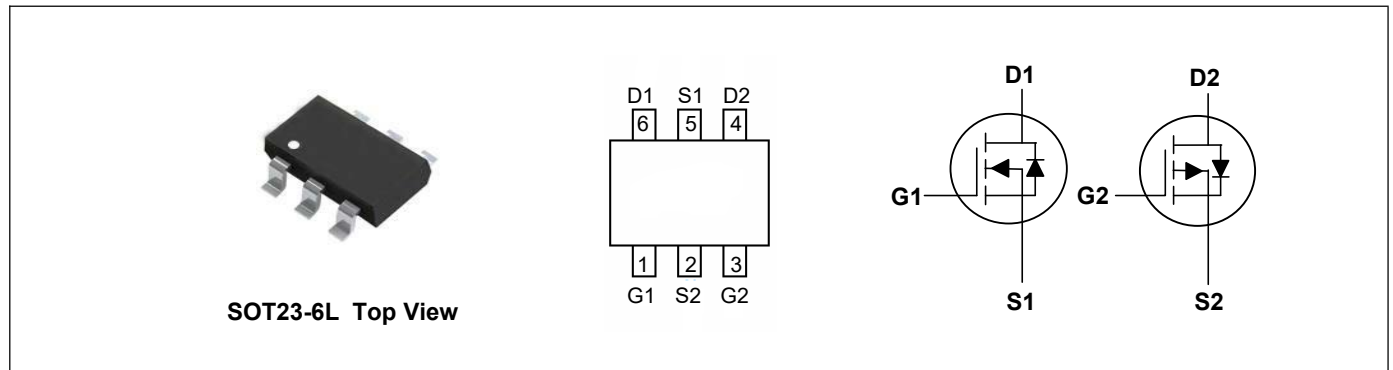 SOT23-6L Top View
D1 S1 D2
6 5 4
1 2 3
G1 S2 G2
D1
G1
S1
D2
G2
S2